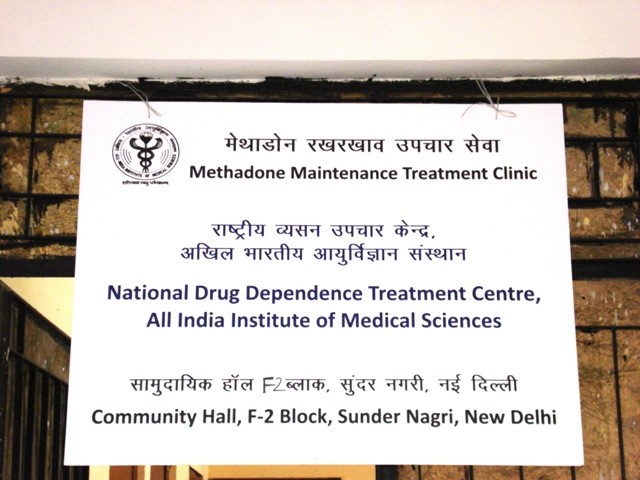 मेथाडोन रखरखाव उपचार सेवा
Methadone Maintenance Treatment Clinic
राष्ट्रीय व्यसन उपचार केन्द्र,
अखिल भारतीय आयुर्विज्ञान संस्थान
National Drug Dependence Treatment Centre,
All India Institute of Medical Sciences
सामुदायिक हॉल F2ब्लाक, सुंदर नगरी, नई दिल्ली
Community Hall, F-2 Block, Sunder Nagri, New Delhi